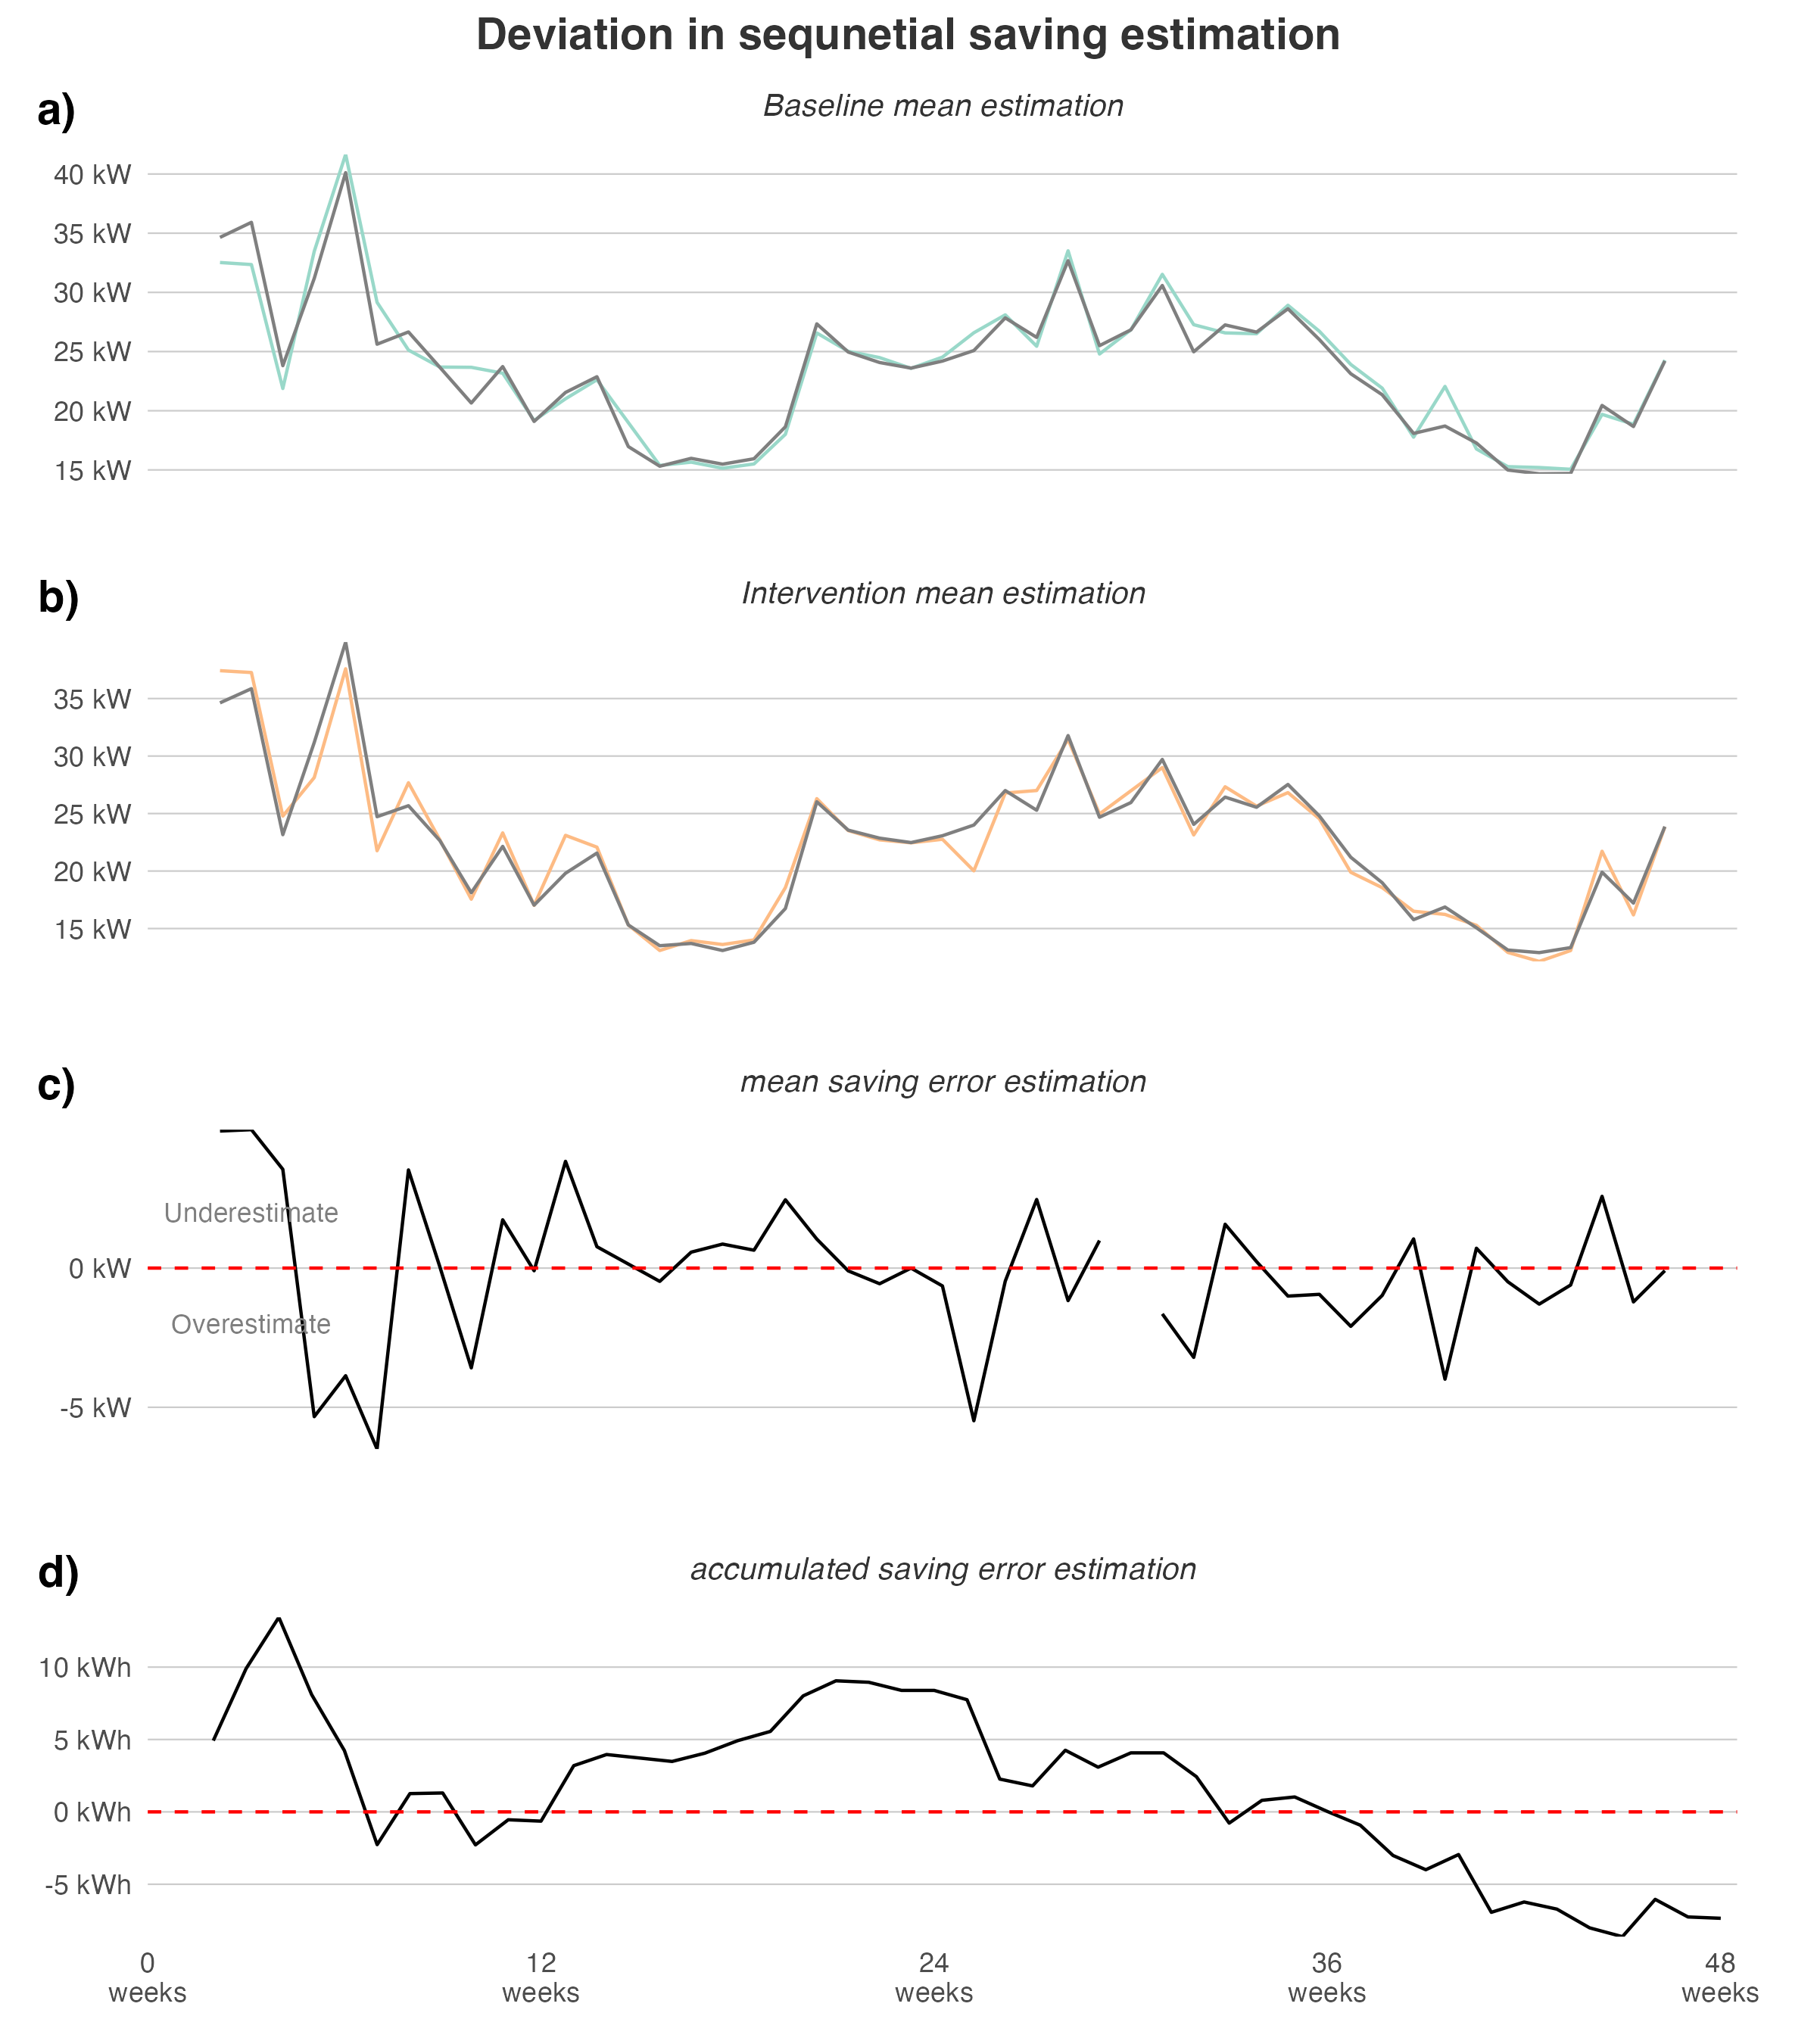 Deviation in sequnetial saving estimation
a)
Baseline mean estimation
40 kW
35 kW
30 kW
25 kW
20 kW
15 kW
b)
Intervention mean estimation
35 kW
30 kW
25 kW
20 kW
15 kW
c)
mean saving error estimation
Underestimate
0 kW
Overestimate
-5 kW
d)
accumulated saving error estimation
10 kWh
5 kWh
0 kWh
-5 kWh
0 12 24 36 48
weeks weeks weeks weeks weeks